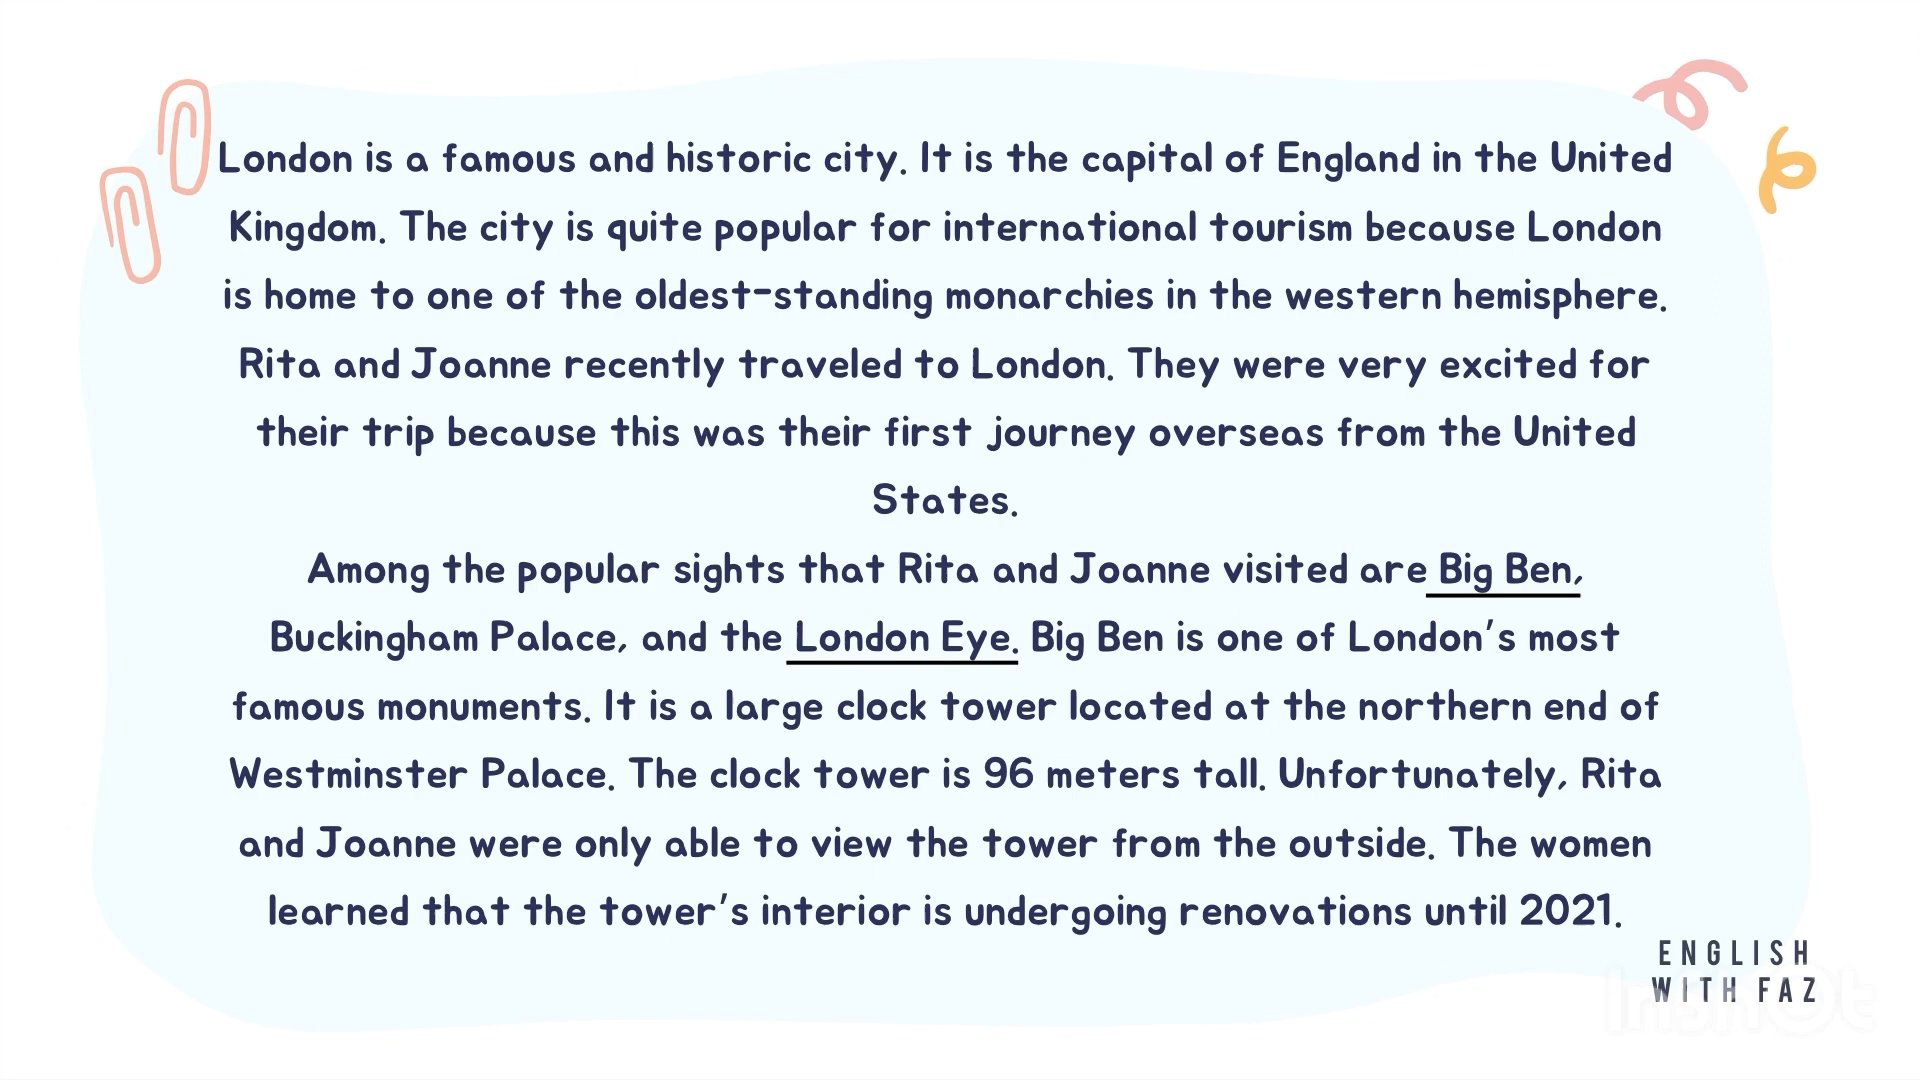 London is a famous and historic city. It is the capital of England in the United
Kingdom. The city is quite popular for international tourism because London
is home to one of the oldest-standing monarchies in the western hemisphere.
Rita and Joanne recently traveled to London. They were very excited for
their trip because this was their first journey overseas from the United
States.
Among the popular sights that Rita and Joanne visited are Big Ben,
Buckingham Palace, and the London Eye. Big Ben is one of London's most
famous monuments. It is a large clock tower located at the northern end of
Westminster Palace. The clock tower is 96 meters tall. Unfortunately, Rita
and Joanne were only able to view the tower from the outside. The women
learned that the tower's interior is undergoing renovations until 2021.
ENGLISH
WITH FAZ
InShOt